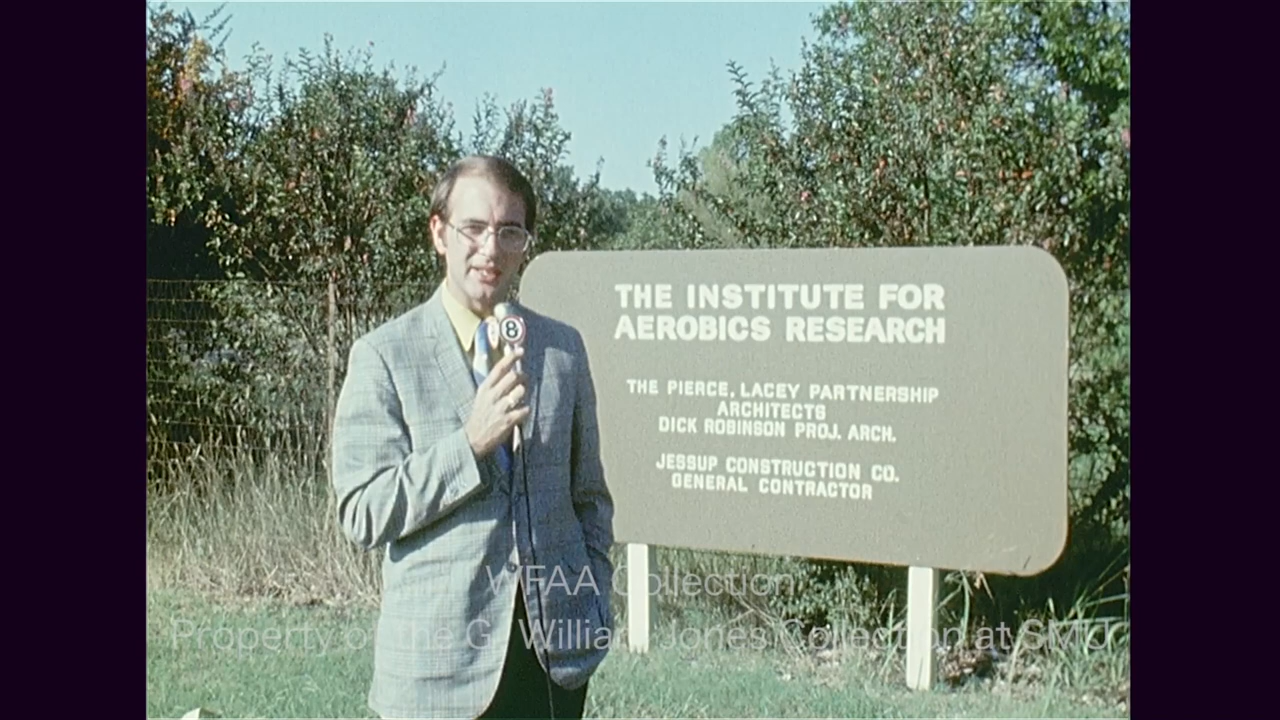 8
THE INSTITUTE FOR
AEROBICS RESEARCH
THE PIERCE, LACEY PARTNERSHIP
ARCHITECTS
DICK ROBINSON PROJ. ARCH.
JESSUP CONSTRUCTION CO.
GENERAL CONTRACTOR
WFAA Collection
Property of the G. William Jones Collection at SMU